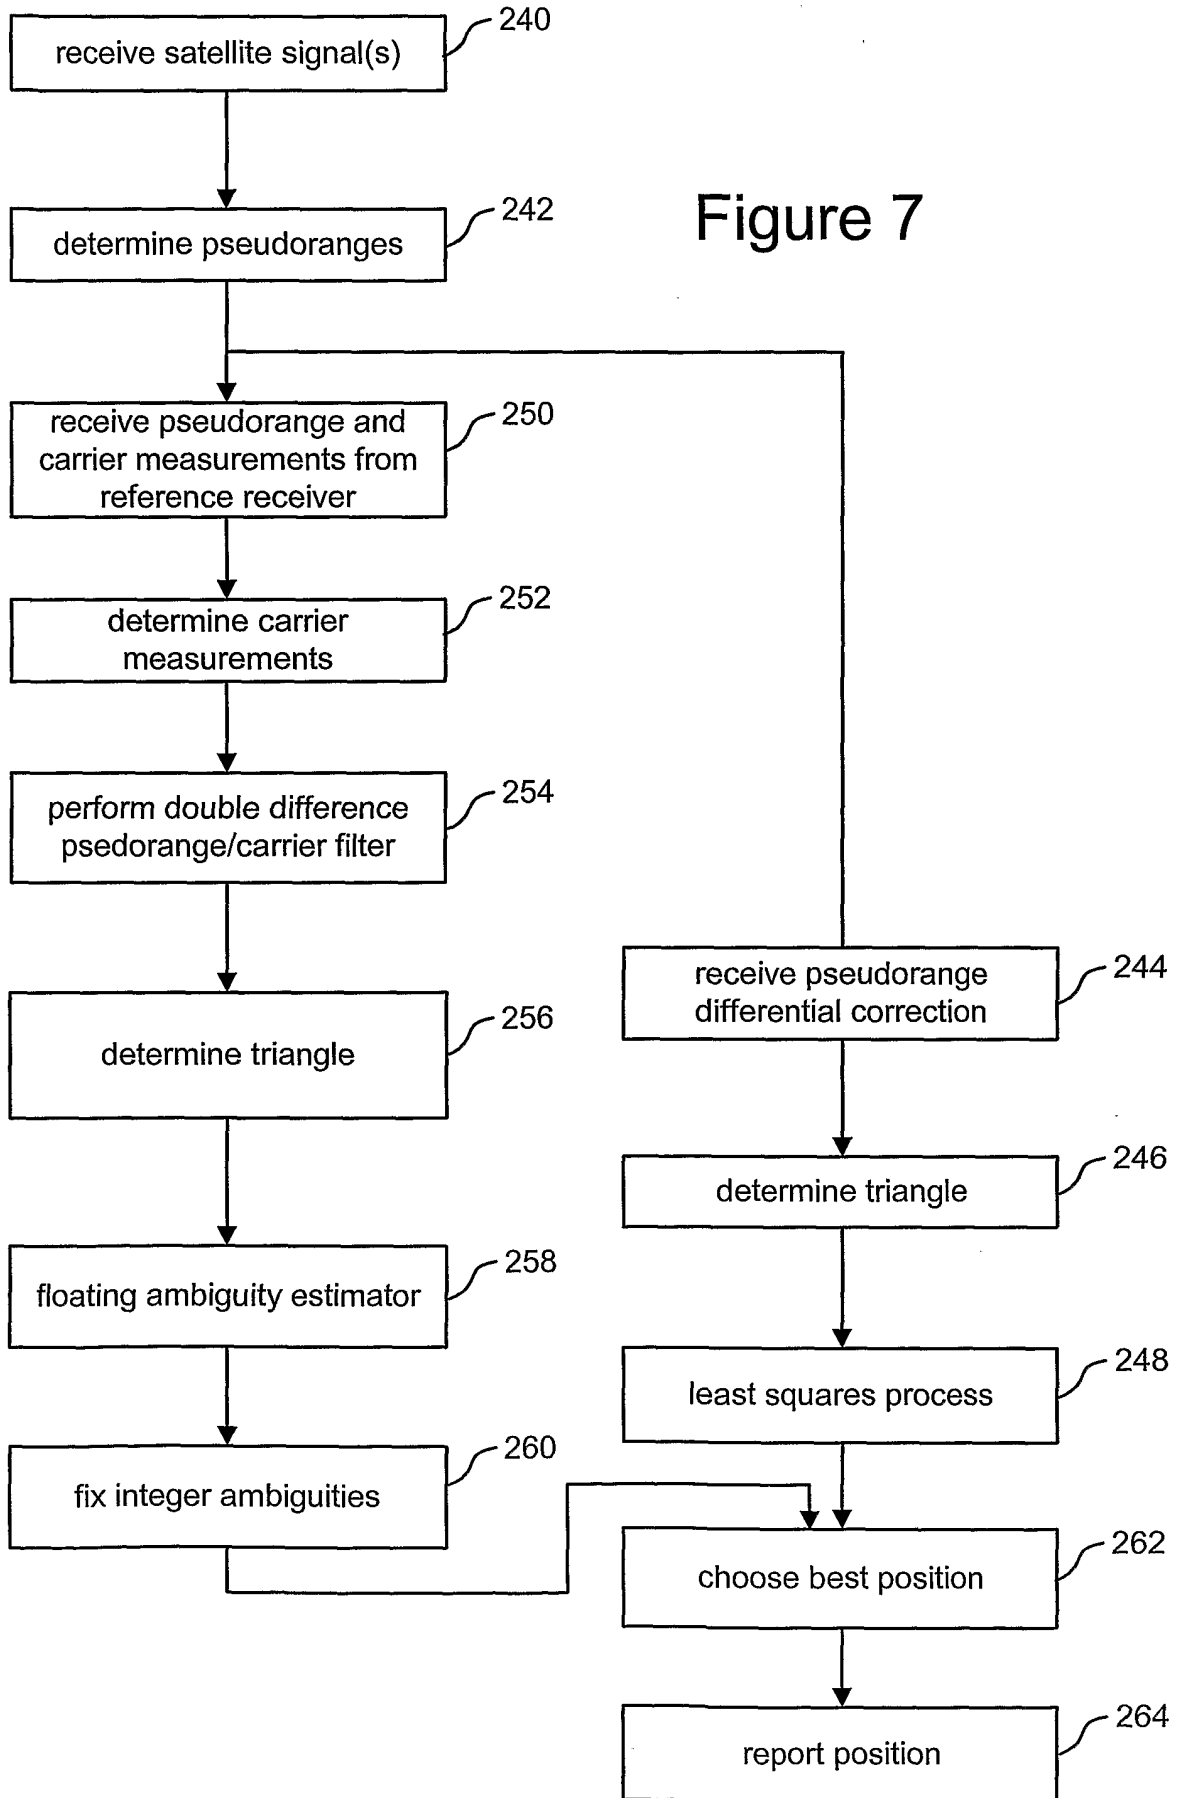 receive satellite signal(s)
240
determine pseudoranges
242
Figure 7
receive pseudorange and
carrier measurements from
reference receiver
250
determine carrier
measurements
252
perform double difference
psedorange/carrier filter
254
determine triangle
256
floating ambiguity estimator
258
fix integer ambiguities
260
receive pseudorange
differential correction
244
determine triangle
246
least squares process
248
choose best position
262
report position
264